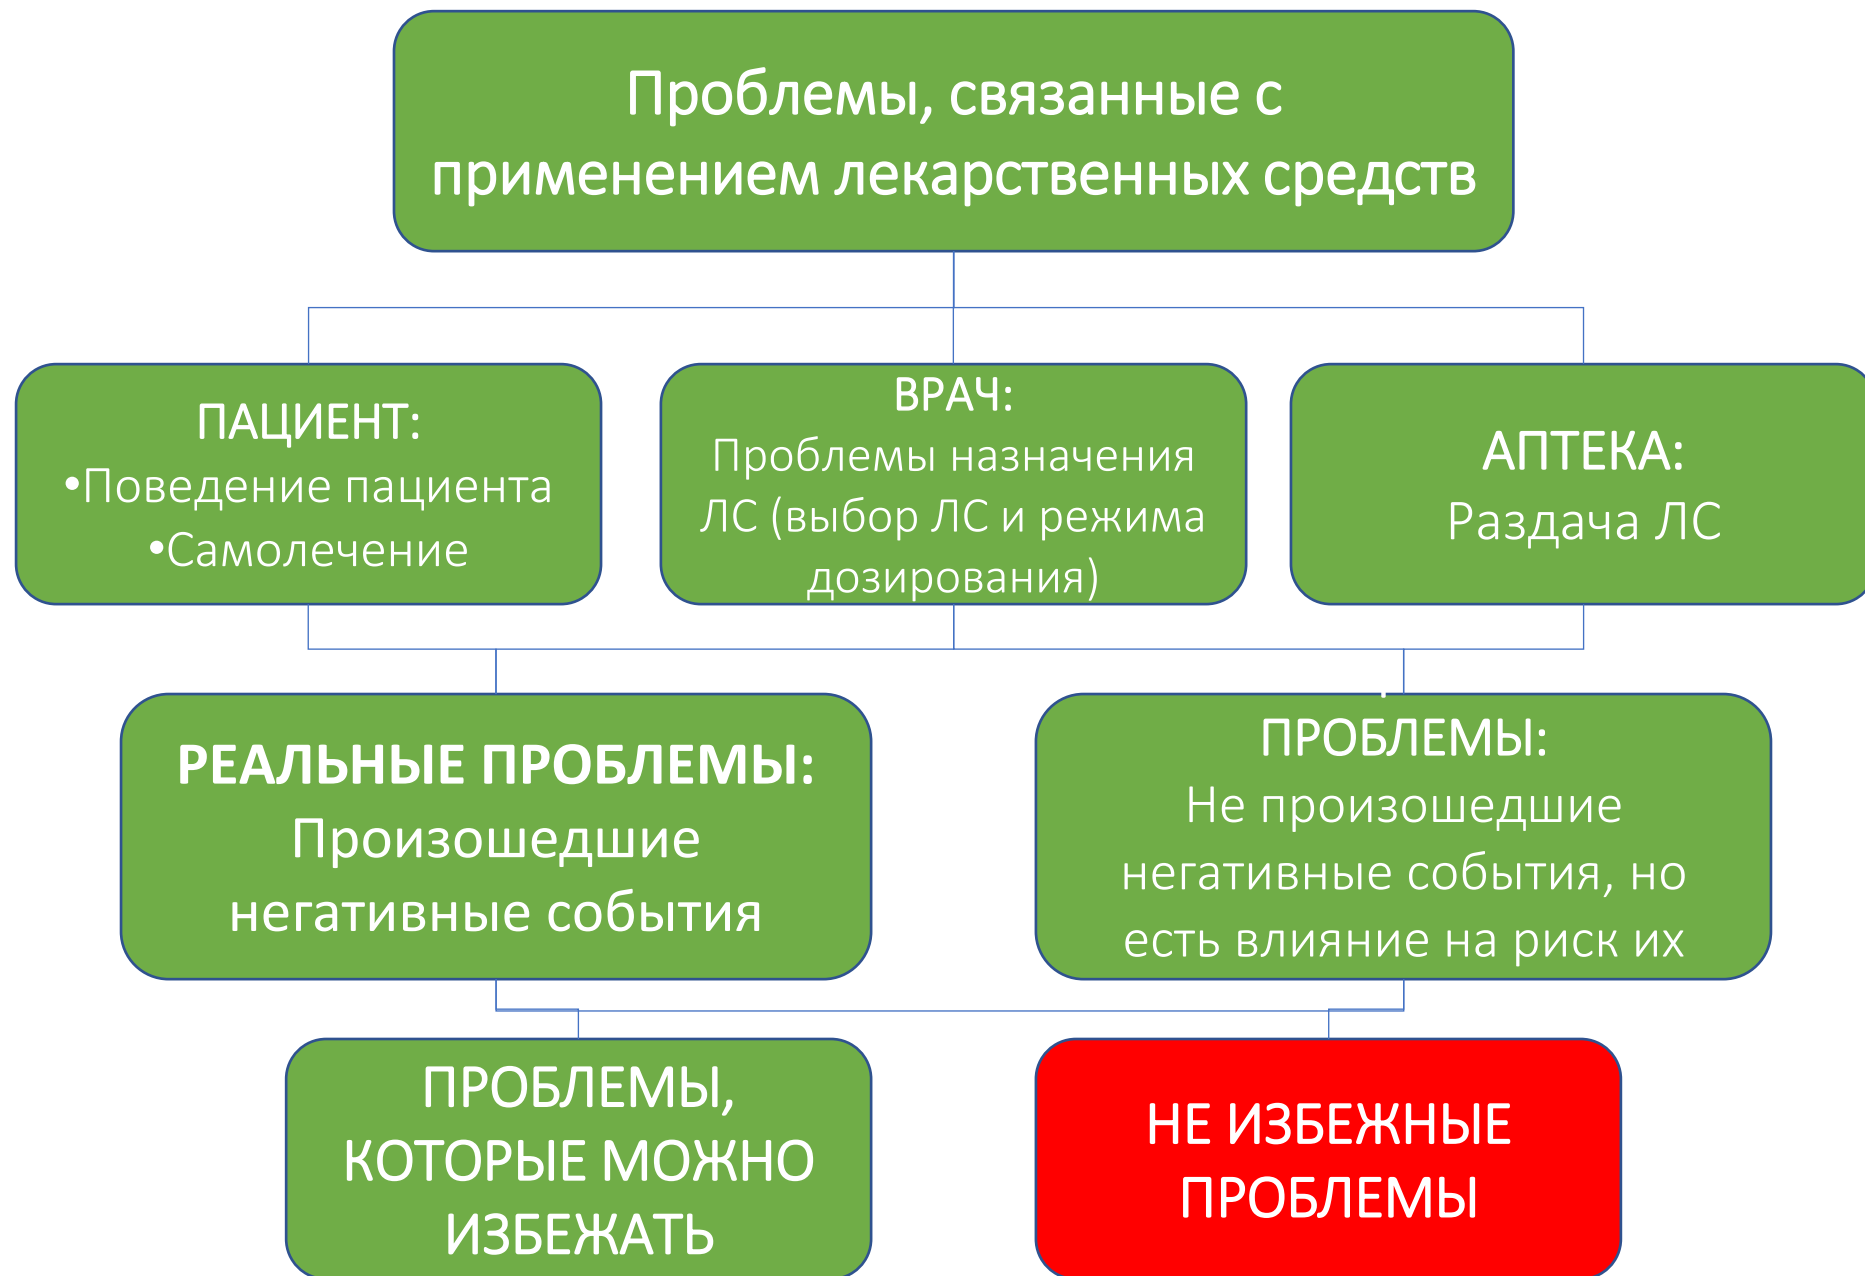 Проблемы, связанные с
применением лекарственных средств
ПАЦИЕНТ:
•Поведение пациента
•Самолечение
ВРАЧ:
Проблемы назначения
ЛС (выбор ЛС и режима
дозирования)
АПТЕКА:
Раздача ЛС
РЕАЛЬНЫЕ ПРОБЛЕМЫ:
Произошедшие
негативные события
ПРОБЛЕМЫ:
Не произошедшие
негативные события, но
есть влияние на риск их
ПРОБЛЕМЫ,
КОТОРЫЕ МОЖНО
ИЗБЕЖАТЬ
НЕ ИЗБЕЖНЫЕ
ПРОБЛЕМЫ